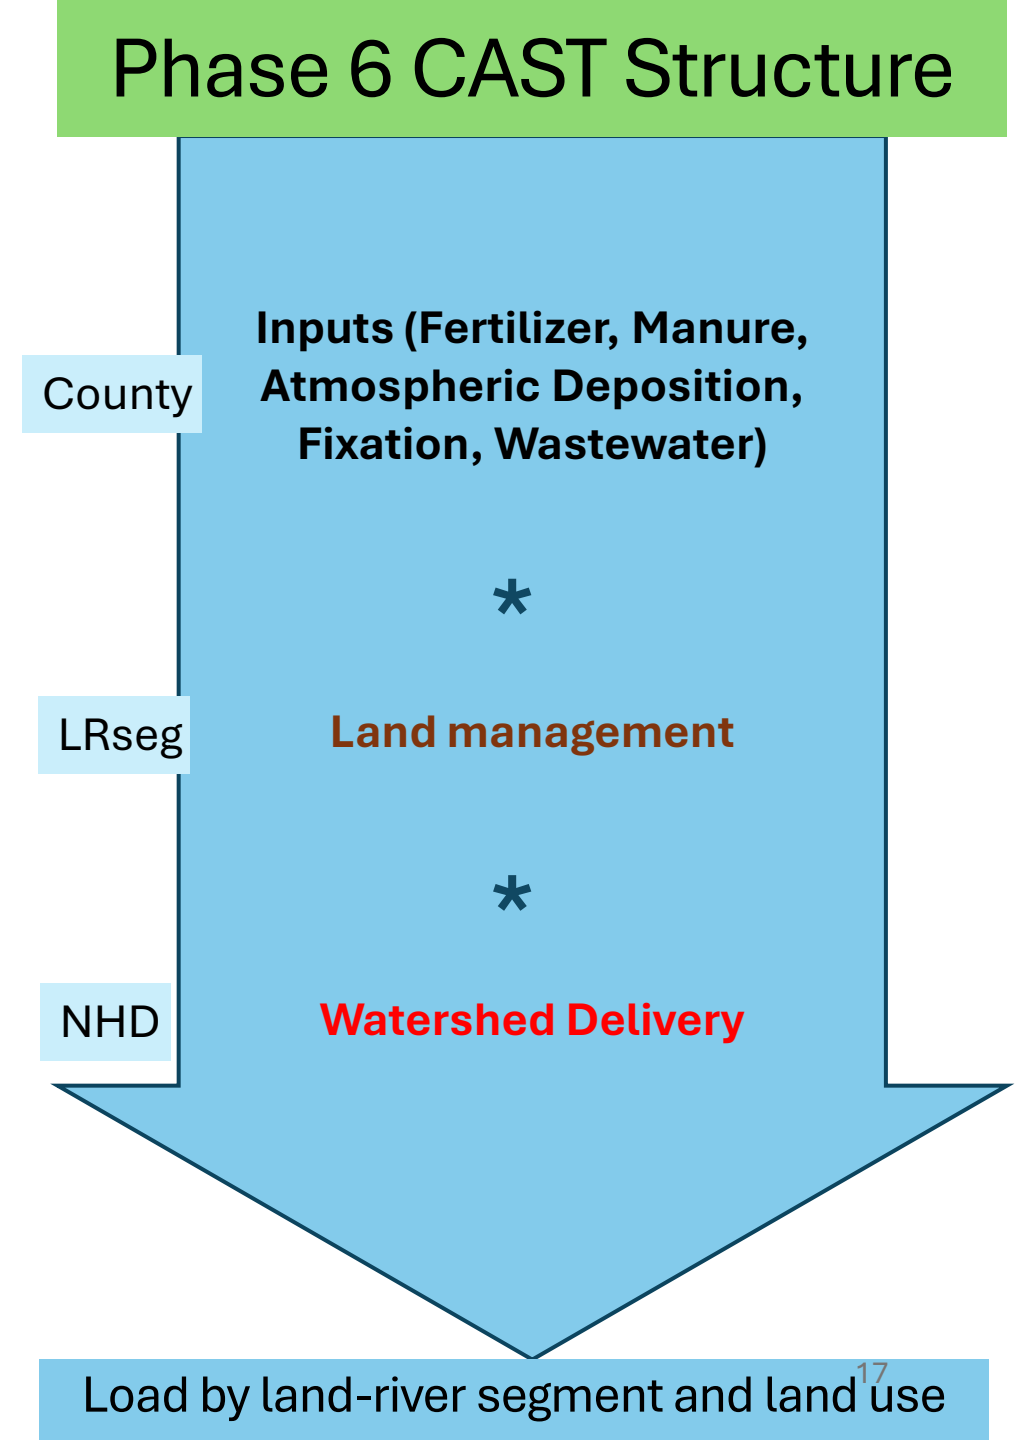 Phase 6 CAST Structure
Inputs (Fertilizer, Manure,
Atmospheric Deposition,
Fixation, Wastewater)
County
*
LRseg
Land management
*
NHD
Watershed Delivery
17
Load by land-river segment and land use